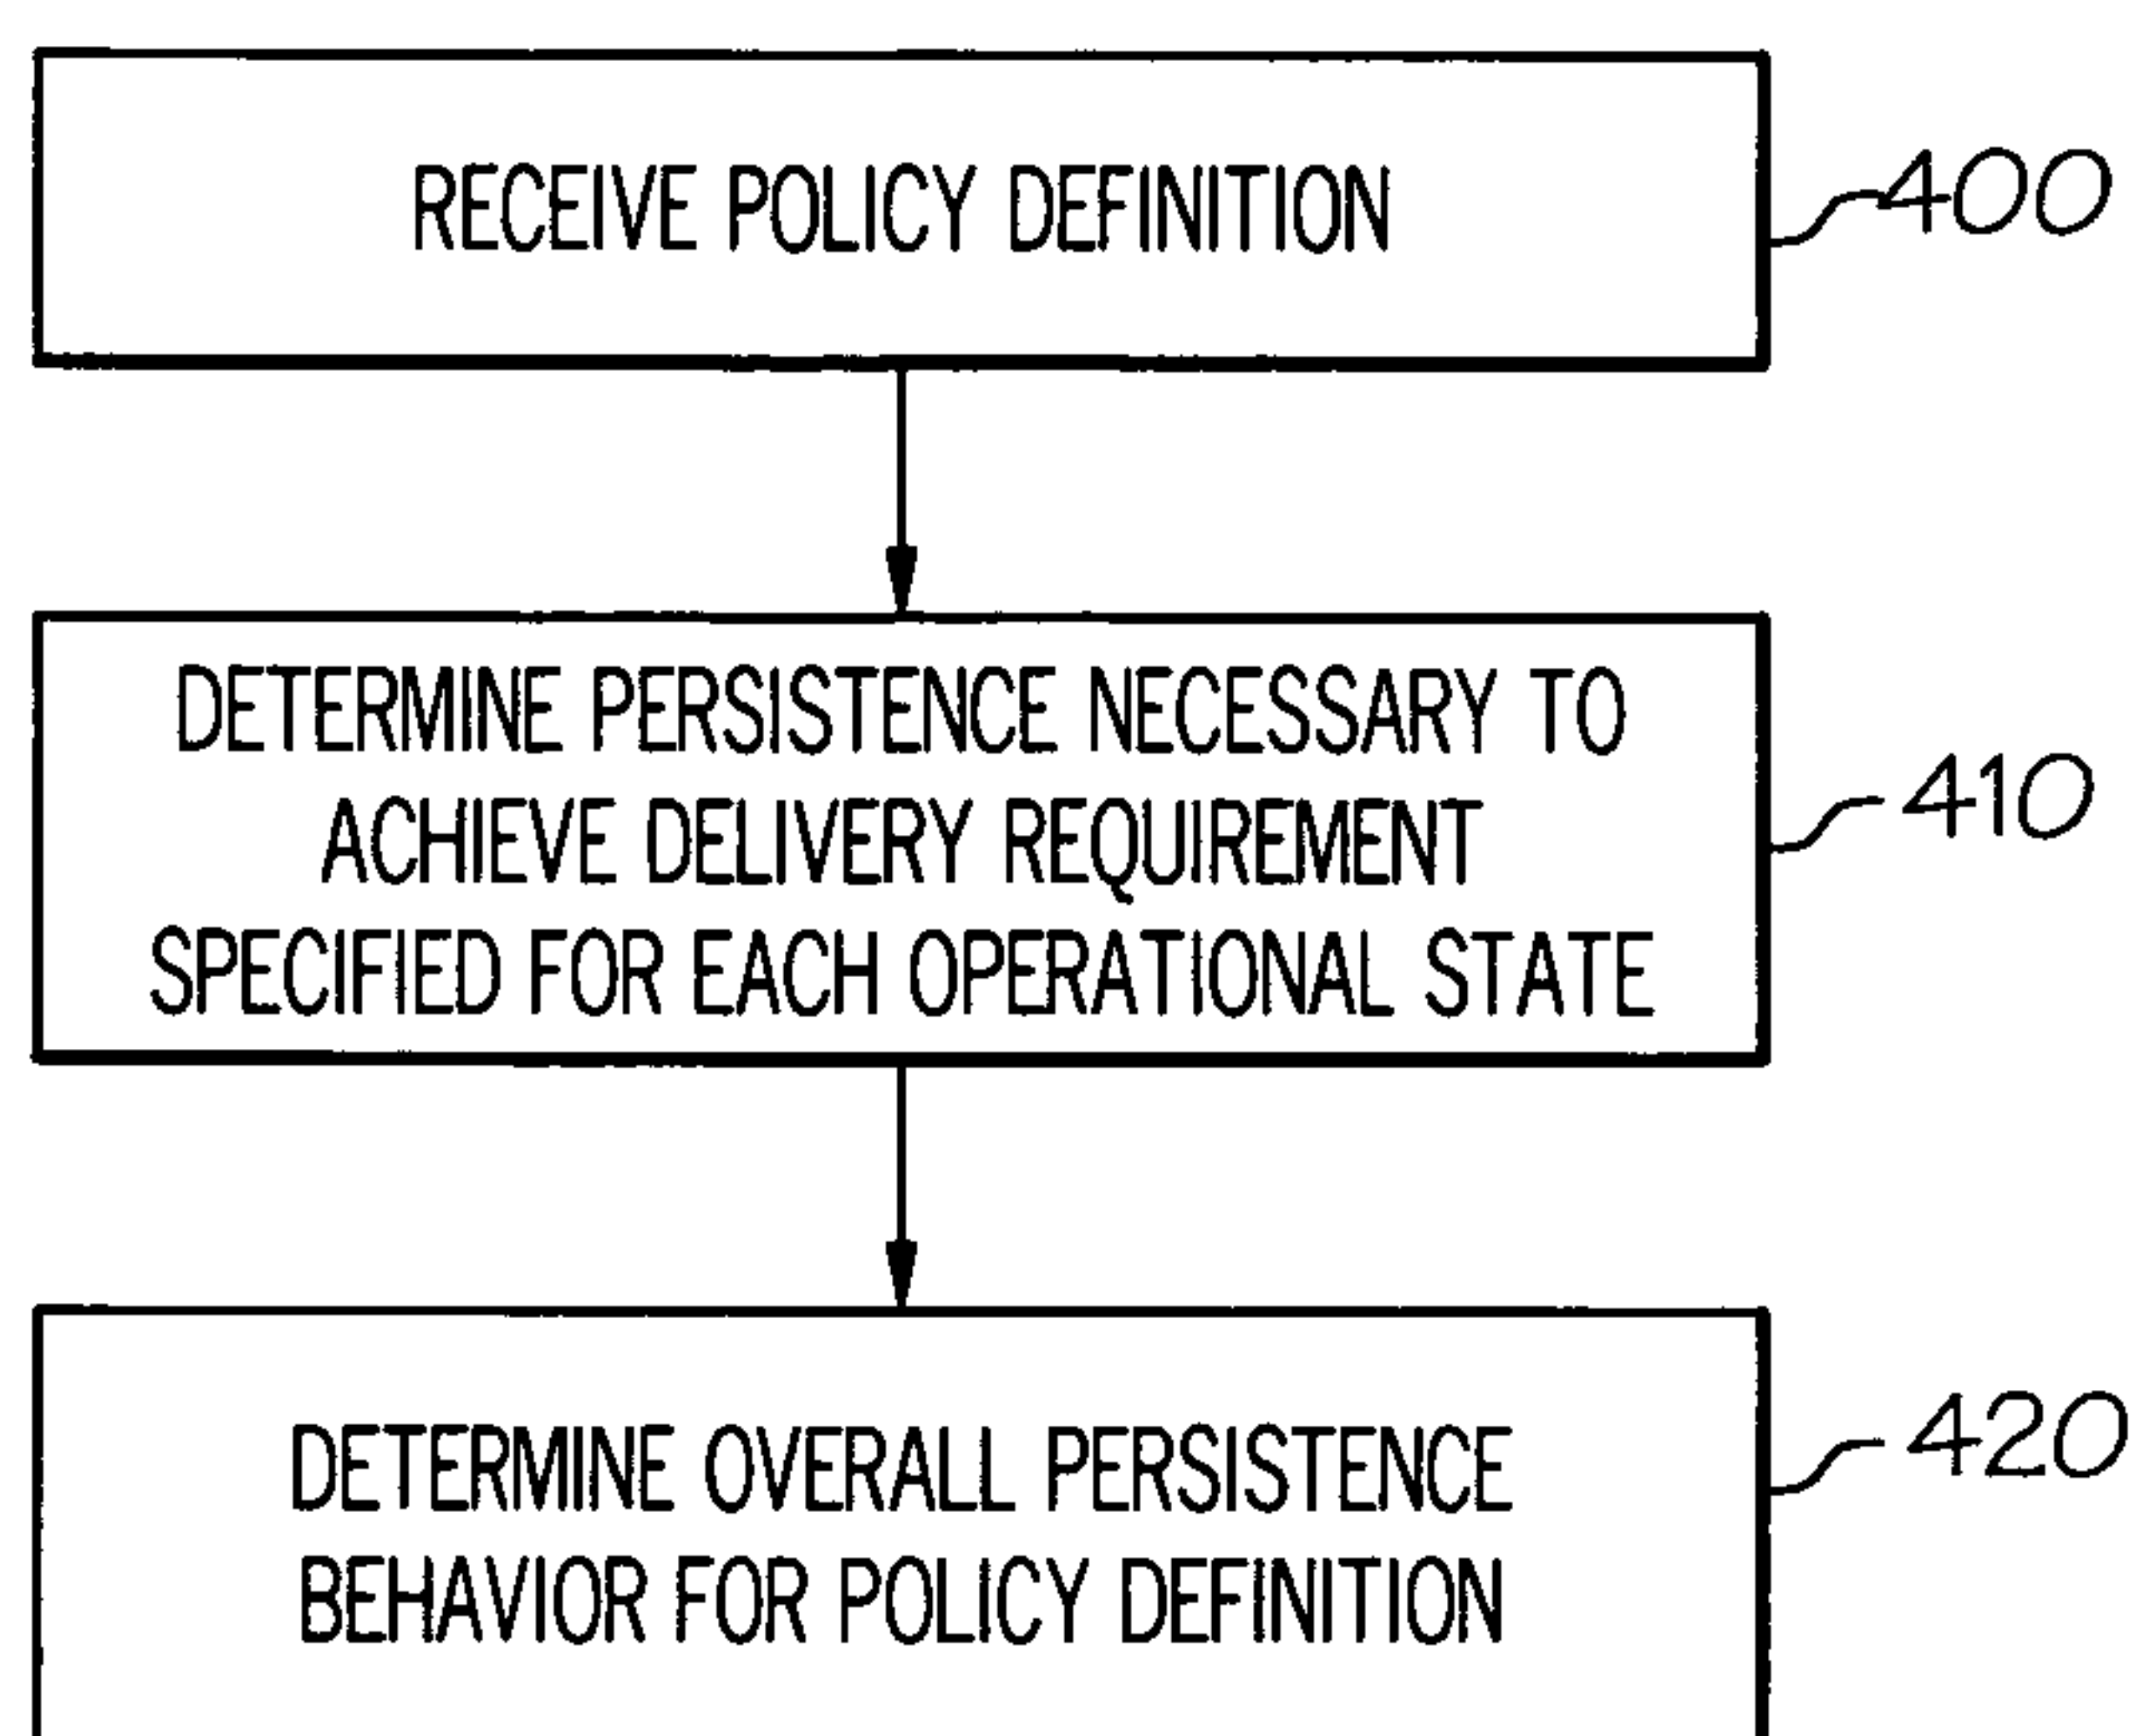 RECEIVE POLICY DEFINITION
400
DETERMINE PERSISTENCE NECESSARY TO
ACHIEVE DELIVERY REQUIREMENT
SPECIFIED FOR EACH OPERATIONAL STATE
410
DETERMINE OVERALL PERSISTENCE
BEHAVIOR FOR POLICY DEFINITION
420